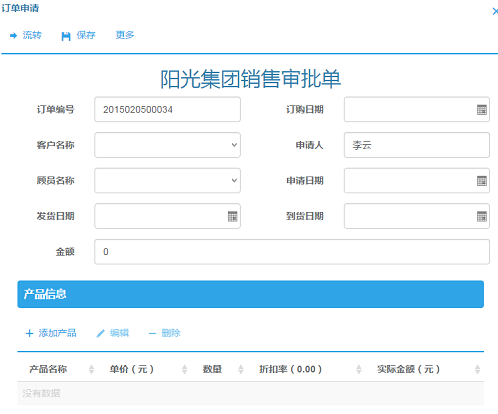 订单申请
流转 保存 更多
阳光集团销售审批单
订单编号 2015020500034 订购日期
客户名称 申请人 李云
顾员名称 申请日期
发货日期 到货日期
金额 0
产品信息
+ 添加产品 编辑 − 删除
产品名称 单价（元） 数量 折扣率（0.00） 实际金额（元）
没有数据